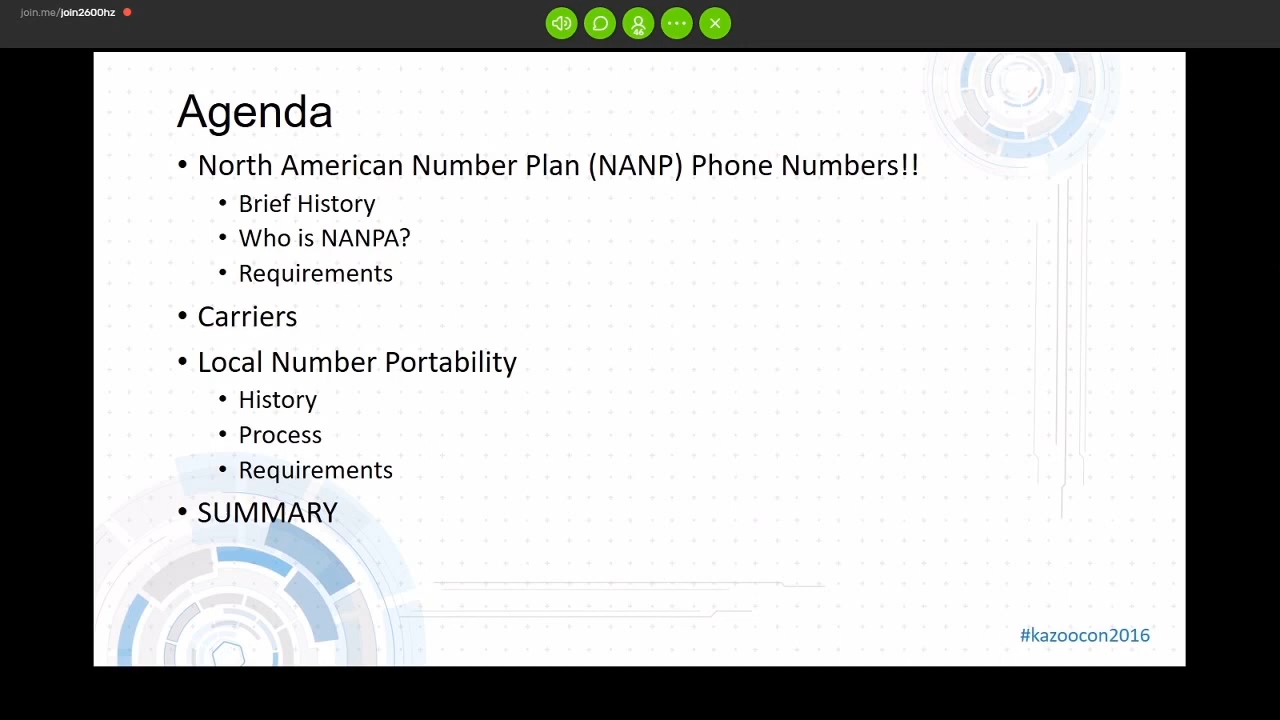 join.me/join2600hz
46
Agenda
• North American Number Plan (NANP) Phone Numbers!!
• Brief History
• Who is NANPA?
• Requirements
• Carriers
• Local Number Portability
• History
• Process
• Requirements
• SUMMARY
#kazoocon2016